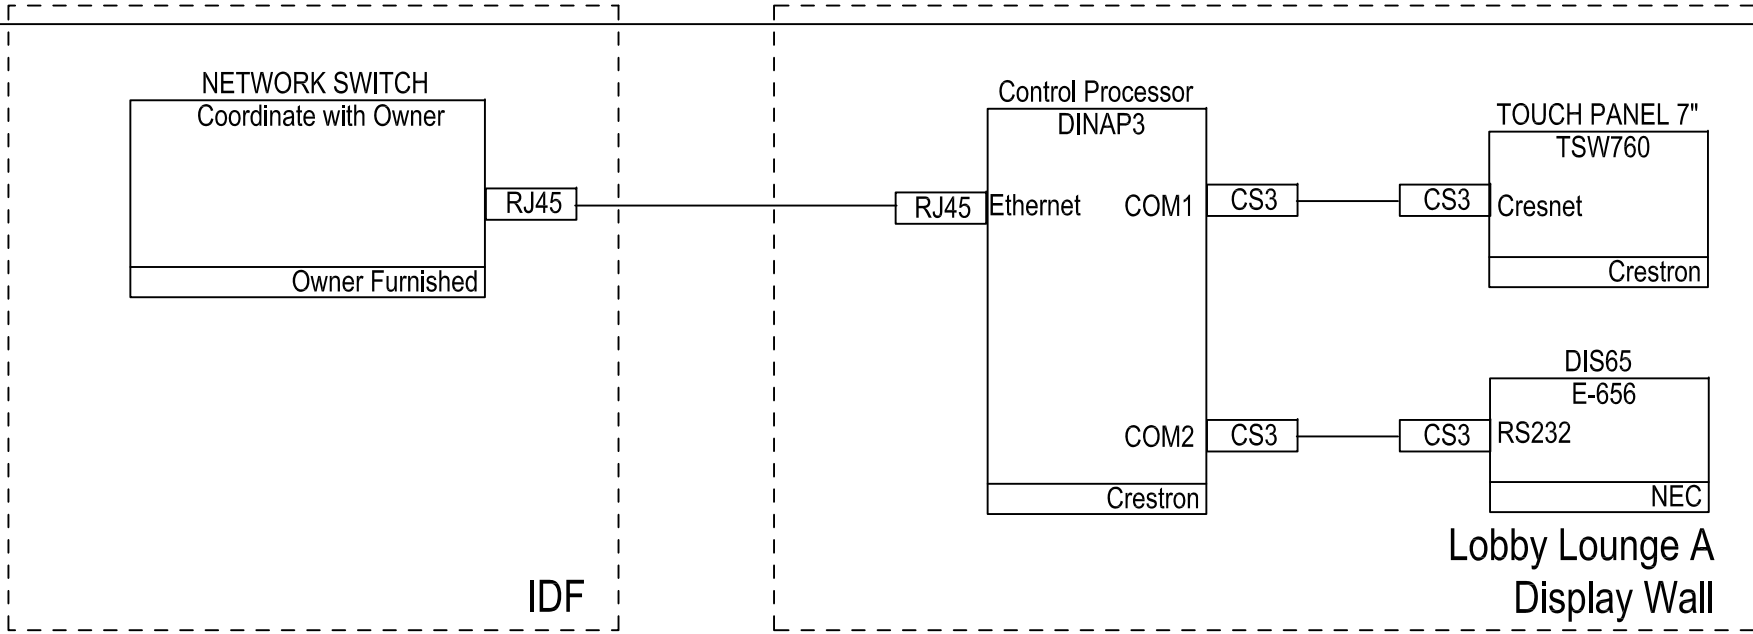 NETWORK SWITCH
Coordinate with Owner
RJ45
Owner Furnished
IDF
Control Processor
DINAP3
RJ45
Ethernet
COM1
CS3
COM2
CS3
Crestron
TOUCH PANEL 7"
TSW760
CS3
Cresnet
Crestron
DIS65
E-656
CS3
RS232
NEC
Lobby Lounge A
Display Wall